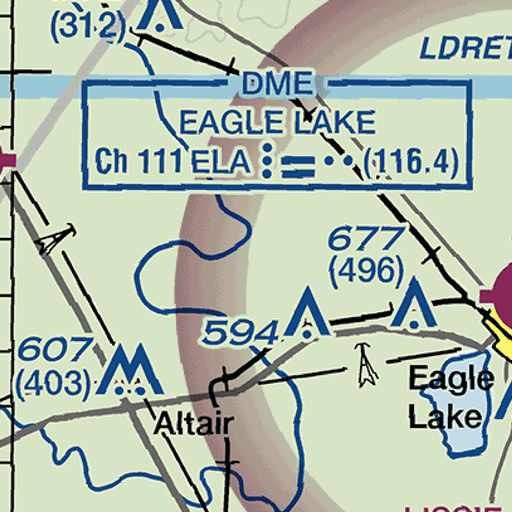 (312)
LDRET
DME
EAGLE LAKE
Ch 111 ELA (116.4)
677
(496)
594
607
(403)
Eagle
Lake
Altair